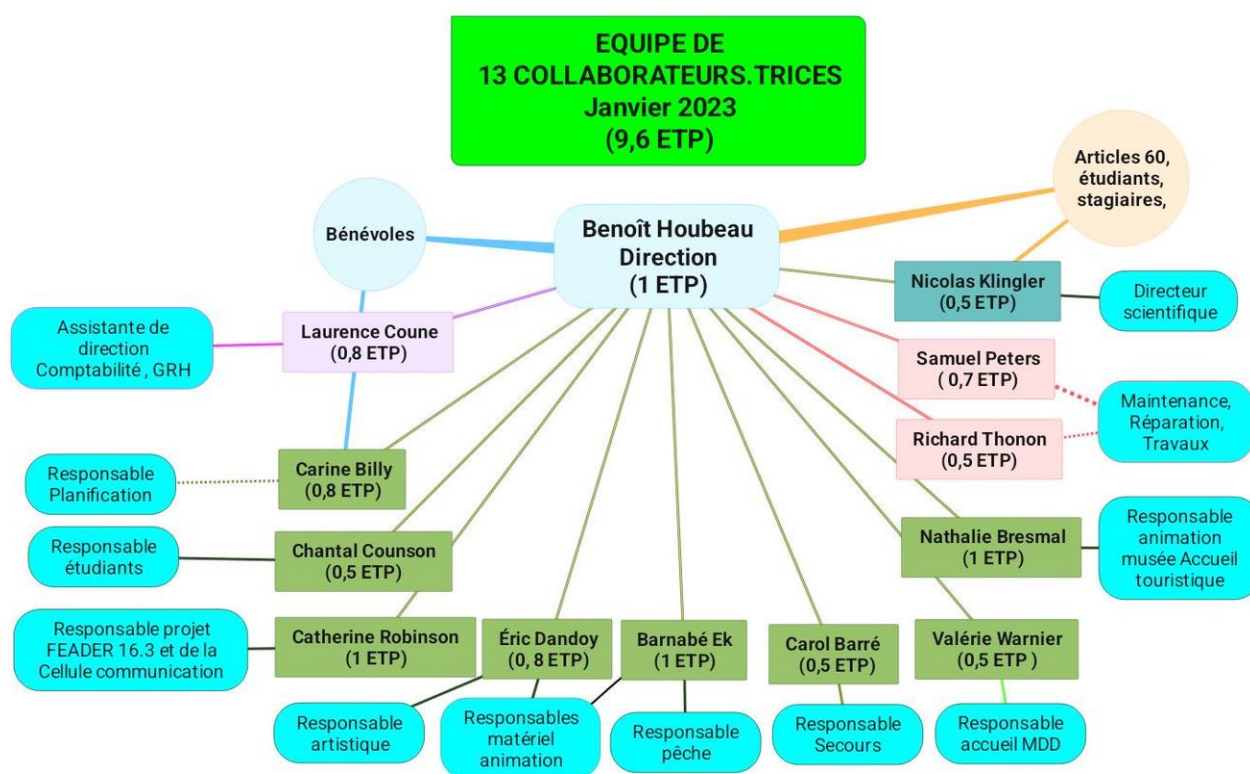 EQUIPE DE
13 COLLABORATEURS.TRICES
Janvier 2023
(9,6 ETP)
Articles 60,
étudiants,
stagiaires,
Bénévoles
Benoît Houbeau
Direction
(1 ETP)
Nicolas Klingler
(0,5 ETP)
Directeur
scientifique
Assistante de
direction
Comptabilité , GRH
Laurence Coune
(0,8 ETP)
Samuel Peters
( 0,7 ETP)
Richard Thonon
(0,5 ETP)
Maintenance,
Réparation,
Travaux
Responsable
Planification
Carine Billy
(0,8 ETP)
Responsable
étudiants
Chantal Counson
(0,5 ETP)
Nathalie Bresmal
(1 ETP)
Responsable
animation
musée Accueil
touristique
Responsable projet
FEADER 16.3 et de la
Cellule communication
Catherine Robinson
(1 ETP)
Éric Dandoy
(0, 8 ETP)
Barnabé Ek
(1 ETP)
Carol Barré
(0,5 ETP)
Valérie Warnier
(0,5 ETP )
Responsable
artistique
Responsables
matériel
animation
Responsable
pêche
Responsable
Secours
Responsable
accueil MDD